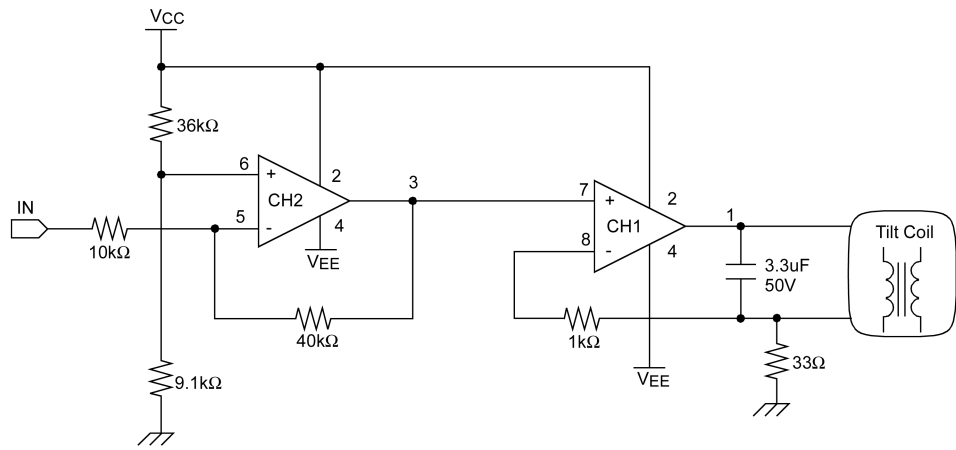 VCC
36kΩ
6
+
2
CH2
3
IN
5
-
4
10kΩ
VEE
40kΩ
9.1kΩ
7
+
2
CH1
1
8
-
4
Tilt Coil
3.3uF
50V
1kΩ
33Ω
VEE